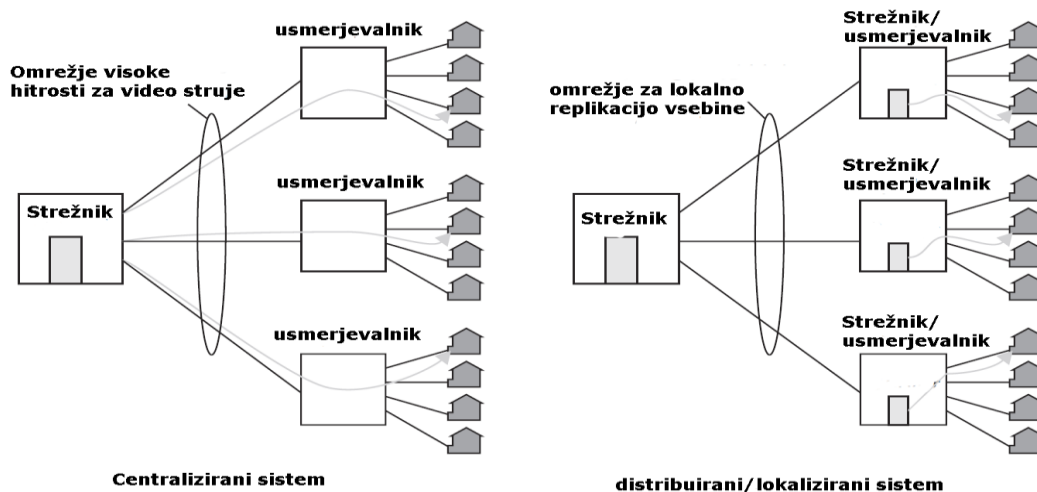 usmerjevalnik
Omrežje visoke
hitrosti za video struje
usmerjevalnik
Strežnik
usmerjevalnik
Centralizirani sistem
Strežnik/
usmerjevalnik
omrežje za lokalno
replikacijo vsebine
Strežnik/
usmerjevalnik
Strežnik
Strežnik/
usmerjevalnik
distribuirani/lokalizirani sistem